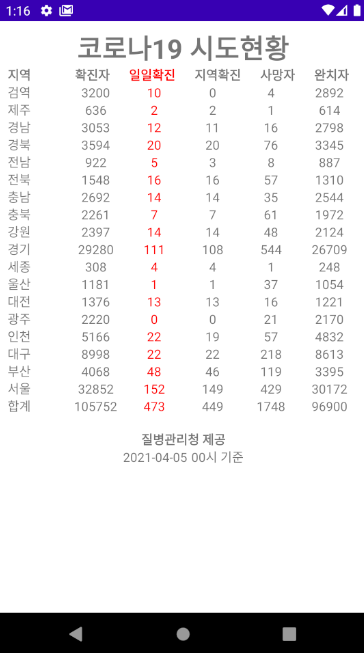 1:16
코로나19 시도현황
지역 확진자 일일확진 지역확진 사망자 완치자
검역 3200 10 0 4 2892
제주 636 2 2 1 614
경남 3053 12 11 16 2798
경북 3594 20 20 76 3345
전남 922 5 3 8 887
전북 1548 16 16 57 1310
충남 2692 14 14 35 2544
충북 2261 7 7 61 1972
강원 2397 14 14 48 2124
경기 29280 111 108 544 26709
세종 308 4 4 1 248
울산 1181 1 1 37 1054
대전 1376 13 13 16 1221
광주 2220 0 0 21 2170
인천 5166 22 19 57 4832
대구 8998 22 22 218 8613
부산 4068 48 46 119 3395
서울 32852 152 149 429 30172
합계 105752 473 449 1748 96900
질병관리청 제공
2021-04-05 00시 기준